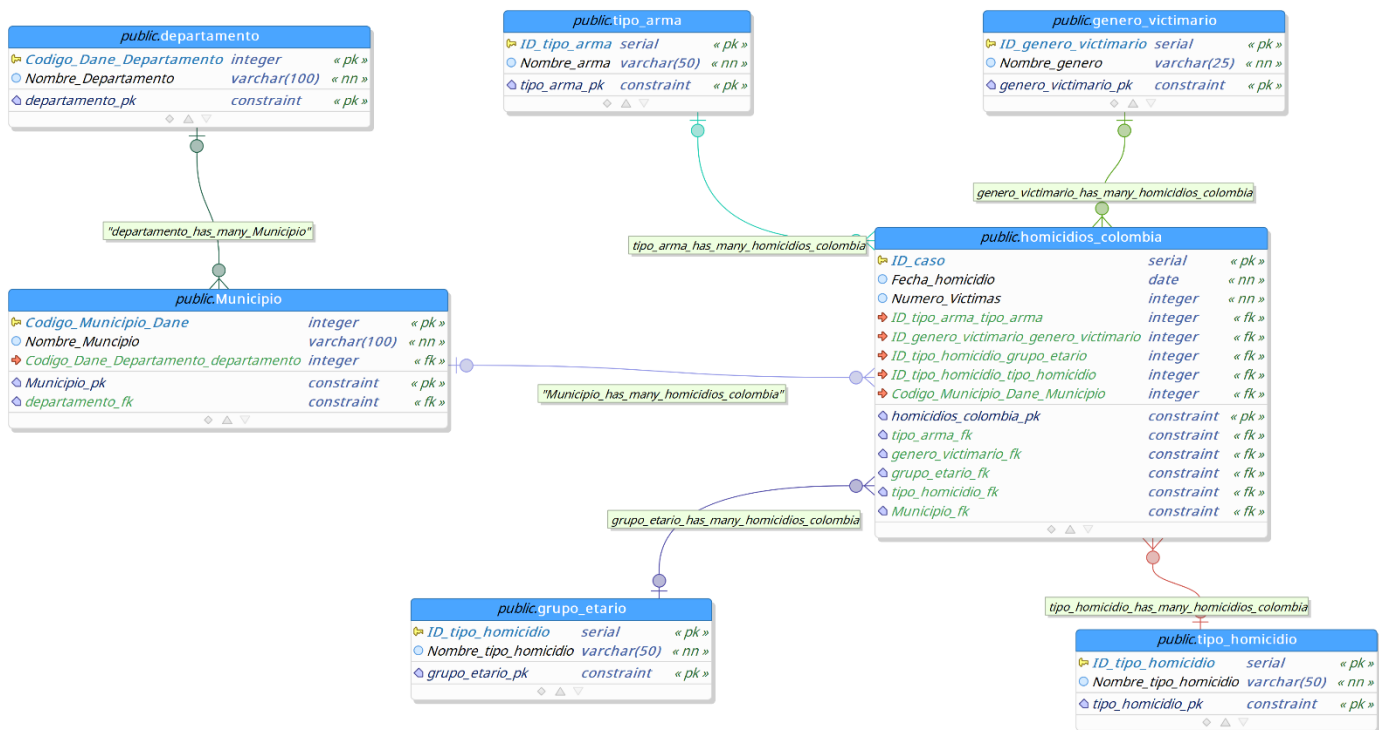 public.departamento
Codigo_Dane_Departamento integer « pk »
Nombre_Departamento varchar(100) « nn »
departamento_pk constraint « pk »
public.tipo_arma
ID_tipo_arma serial « pk »
Nombre_arma varchar(50) « nn »
tipo_arma_pk constraint « pk »
public.genero_victimario
ID_genero_victimario serial « pk »
Nombre_genero varchar(25) « nn »
genero_victimario_pk constraint « pk »
"departamento_has_many_Municipio"
tipo_arma_has_many_homicidios_colombia
genero_victimario_has_many_homicidios_colombia
public.Municipio
Codigo_Municipio_Dane integer « pk »
Nombre_Muncipio varchar(100) « nn »
Codigo_Dane_Departamento_departamento integer « fk »
Municipio_pk constraint « pk »
departamento_fk constraint « fk »
"Municipio_has_many_homicidios_colombia"
public.homicidios_colombia
ID_caso serial « pk »
Fecha_homicidio date « nn »
Numero_Victimas integer « nn »
ID_tipo_arma_tipo_arma integer « fk »
ID_genero_victimario_genero_victimario integer « fk »
ID_tipo_homicidio_grupo_etario integer « fk »
ID_tipo_homicidio_tipo_homicidio integer « fk »
Codigo_Municipio_Dane_Municipio integer « fk »
homicidios_colombia_pk constraint « pk »
tipo_arma_fk constraint « fk »
genero_victimario_fk constraint « fk »
grupo_etario_fk constraint « fk »
tipo_homicidio_fk constraint « fk »
Municipio_fk constraint « fk »
grupo_etario_has_many_homicidios_colombia
public.grupo_etario
ID_tipo_homicidio serial « pk »
Nombre_tipo_homicidio varchar(50) « nn »
grupo_etario_pk constraint « pk »
tipo_homicidio_has_many_homicidios_colombia
public.tipo_homicidio
ID_tipo_homicidio serial « pk »
Nombre_tipo_homicidio varchar(50) « nn »
tipo_homicidio_pk constraint « pk »